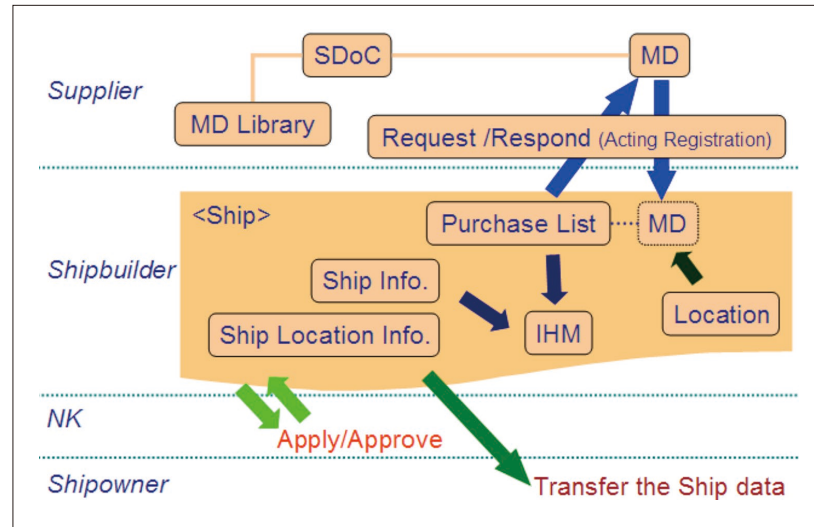 SDoC
MD
Supplier
MD Library
Request /Respond (Acting Registration)
<Ship>
Purchase List
MD
Shipbuilder
Ship Info.
Location
Ship Location Info.
IHM
NK
Apply/Approve
Shipowner
Transfer the Ship data